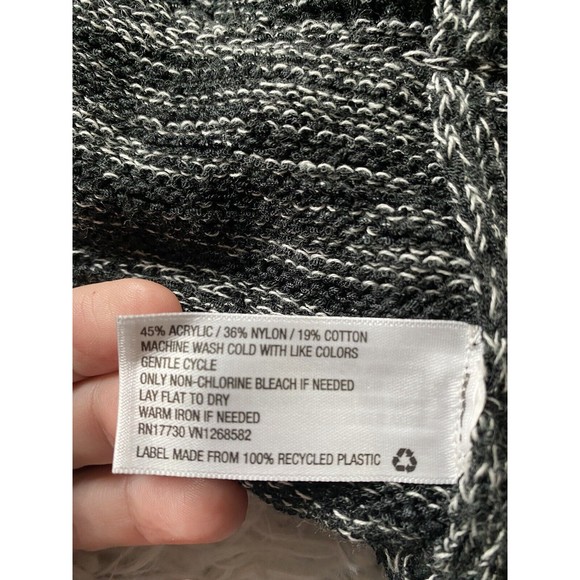 45% ACRYLIC / 36% NYLON / 19% COTTON
MACHINE WASH COLD WITH LIKE COLORS
GENTLE CYCLE
ONLY NON-CHLORINE BLEACH IF NEEDED
LAY FLAT TO DRY
WARM IRON IF NEEDED
RN17730 VN1268582
LABEL MADE FROM 100% RECYCLED PLASTIC